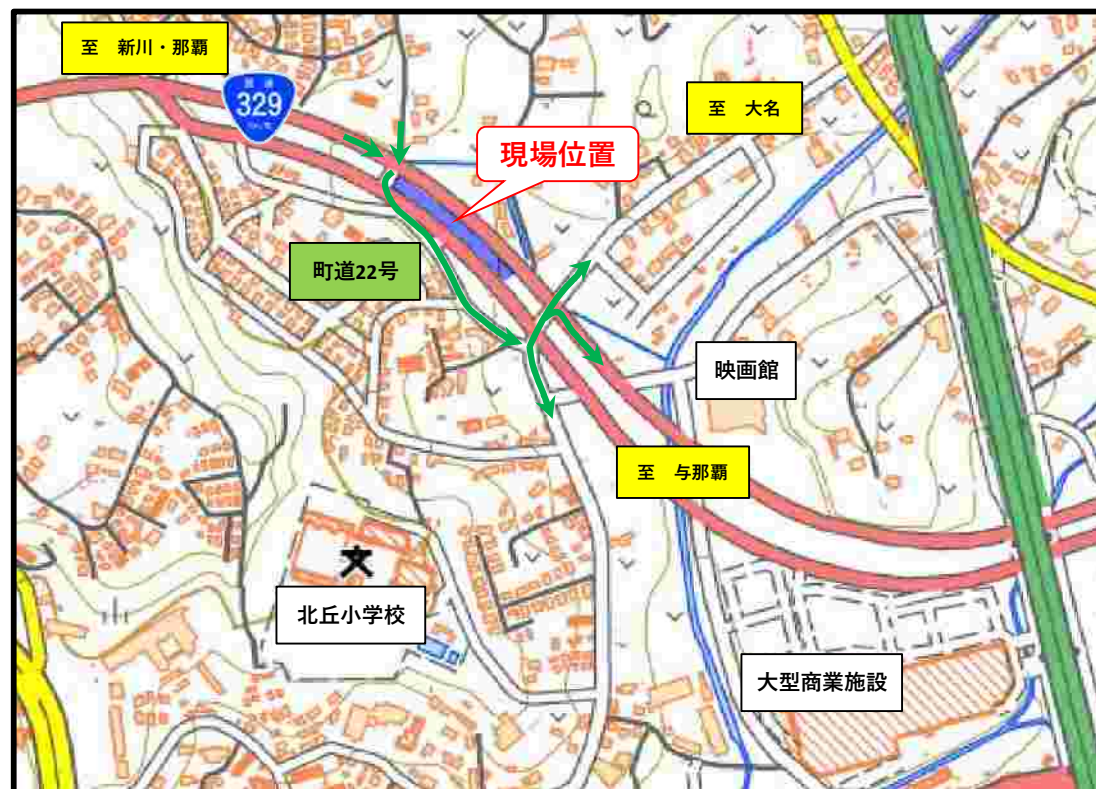 至　新川・那覇
329
現場位置
至　大名
町道22号
映画館
至　与那覇
北丘小学校
大型商業施設